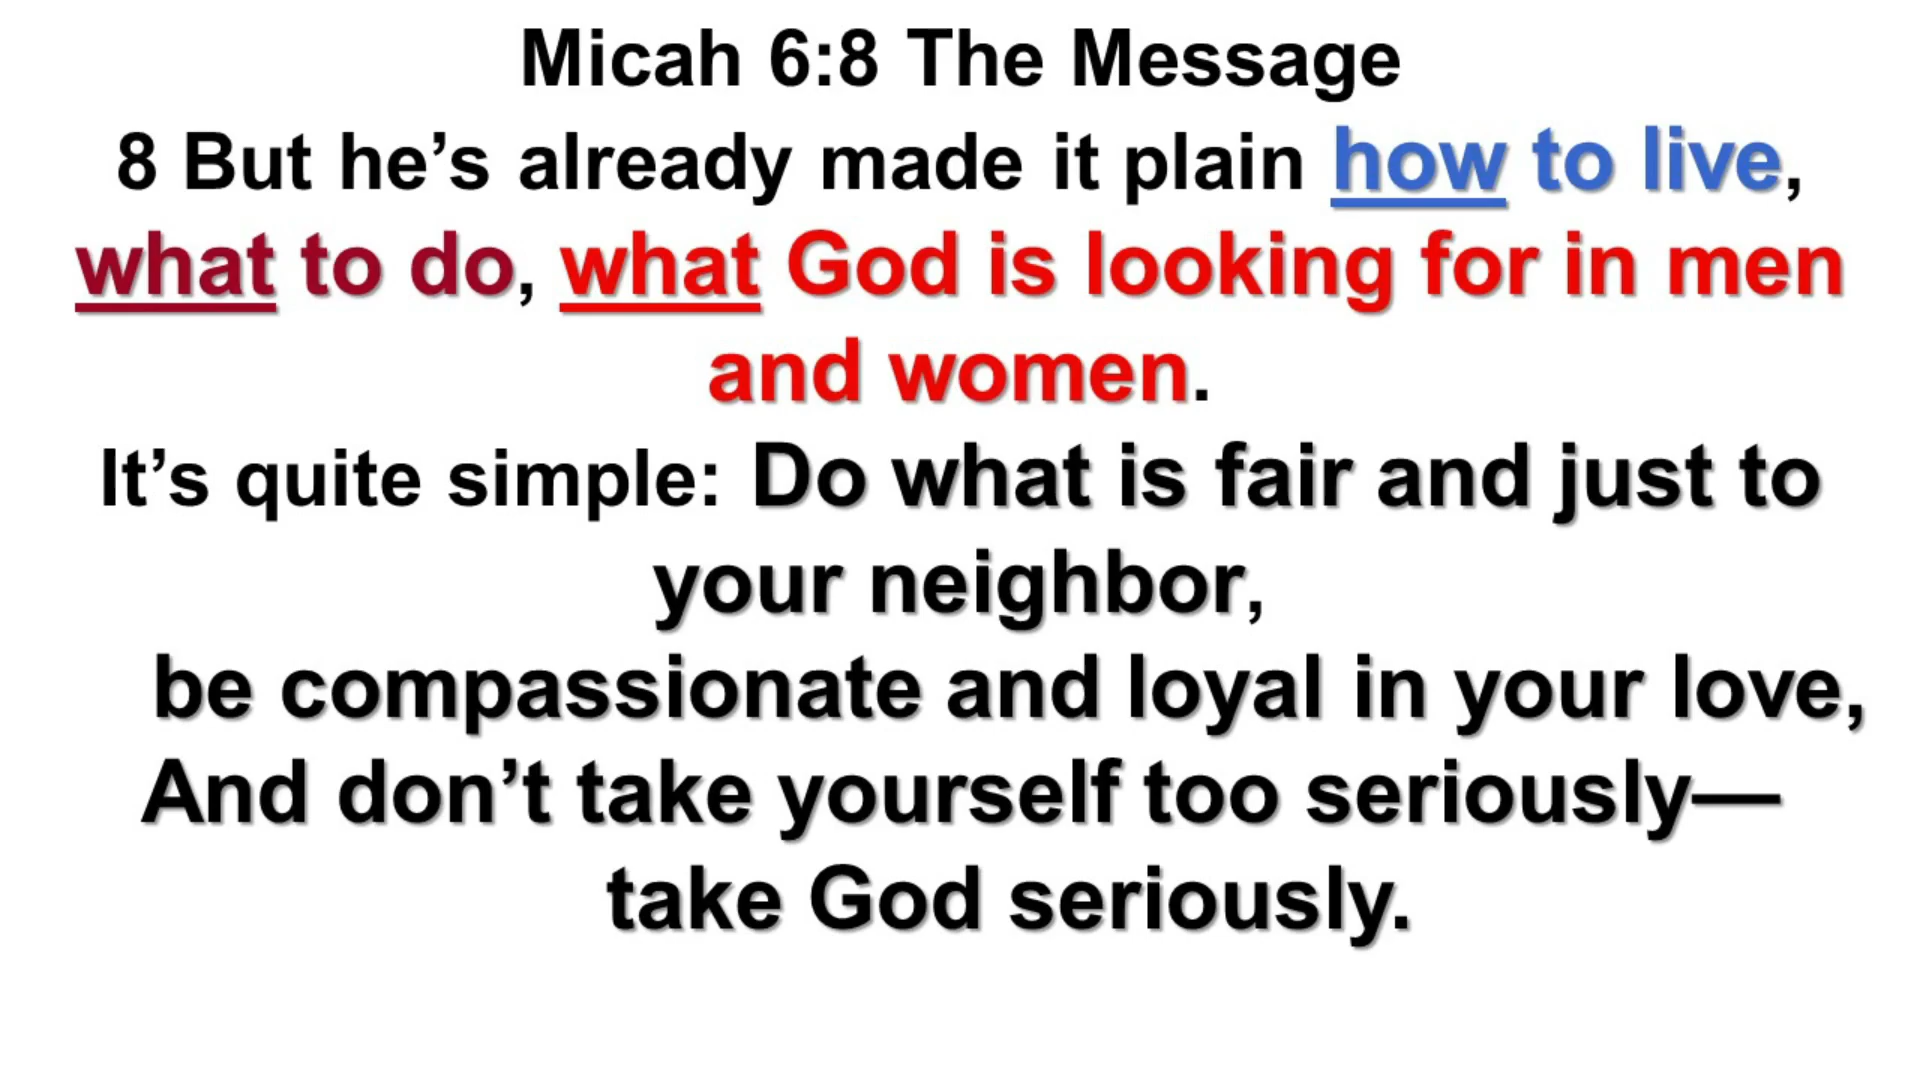 Micah 6:8 The Message
8 But he’s already made it plain how to live,
what to do, what God is looking for in men
and women.
It’s quite simple: Do what is fair and just to
your neighbor,
be compassionate and loyal in your love,
And don’t take yourself too seriously—
take God seriously.